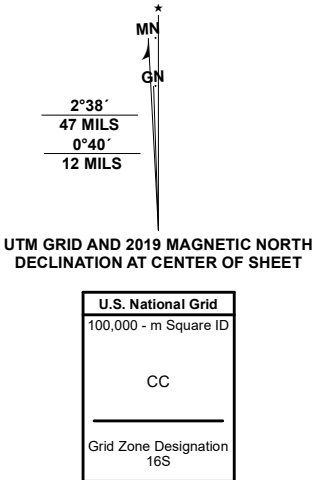 MN
GN
2°38´
47 MILS
0°40´
12 MILS
UTM GRID AND 2019 MAGNETIC NORTH
DECLINATION AT CENTER OF SHEET
U.S. National Grid
100,000 - m Square ID
CC
Grid Zone Designation
16S